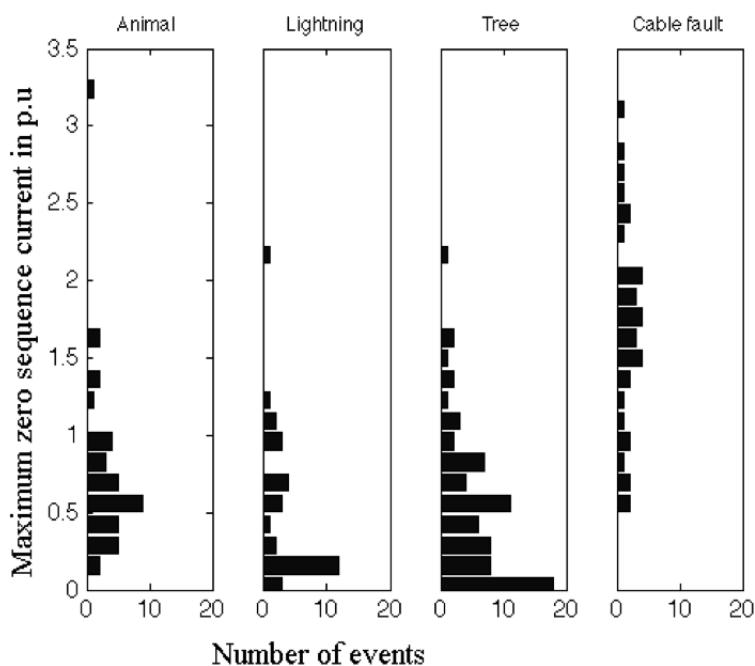 Animal Lightning Tree Cable fault
3.5
3
2.5
2
1.5
1
0.5
0
0 10 20 0 10 20 0 10 20 0 10 20
Maximum zero sequence current in p.u
Number of events